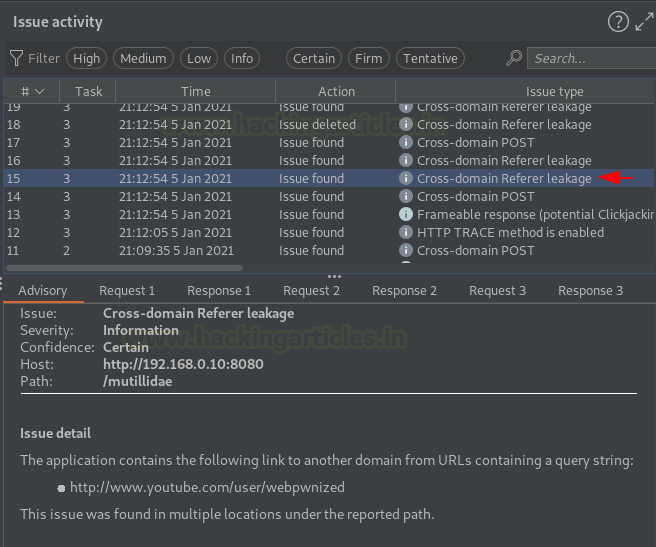 Issue activity
?
Filter High Medium Low Info Certain Firm Tentative Search...
# Task Time Action Issue type
19 3 21:12:54 5 Jan 2021 Issue found i Cross-domain Referer leakage
18 3 21:12:54 5 Jan 2021 Issue deleted i Cross-domain Referer leakage
www.hackingarticles.in
17 3 21:12:54 5 Jan 2021 Issue found i Cross-domain POST
16 3 21:12:54 5 Jan 2021 Issue found i Cross-domain Referer leakage
15 3 21:12:54 5 Jan 2021 Issue found i Cross-domain Referer leakage
14 3 21:12:54 5 Jan 2021 Issue found i Cross-domain POST
13 3 21:12:54 5 Jan 2021 Issue found i Frameable response (potential Clickjackin
12 3 21:12:05 5 Jan 2021 Issue found i HTTP TRACE method is enabled
11 2 21:09:35 5 Jan 2021 Issue found i Cross-domain POST
Advisory Request 1 Response 1 Request 2 Response 2 Request 3 Response 3
Issue: Cross-domain Referer leakage
Severity: Information
Confidence: Certain
www.hackingarticles.in
Host: http://192.168.0.10:8080
Path: /mutillidae
Issue detail
The application contains the following link to another domain from URLs containing a query string:
http://www.youtube.com/user/webpwnized
This issue was found in multiple locations under the reported path.